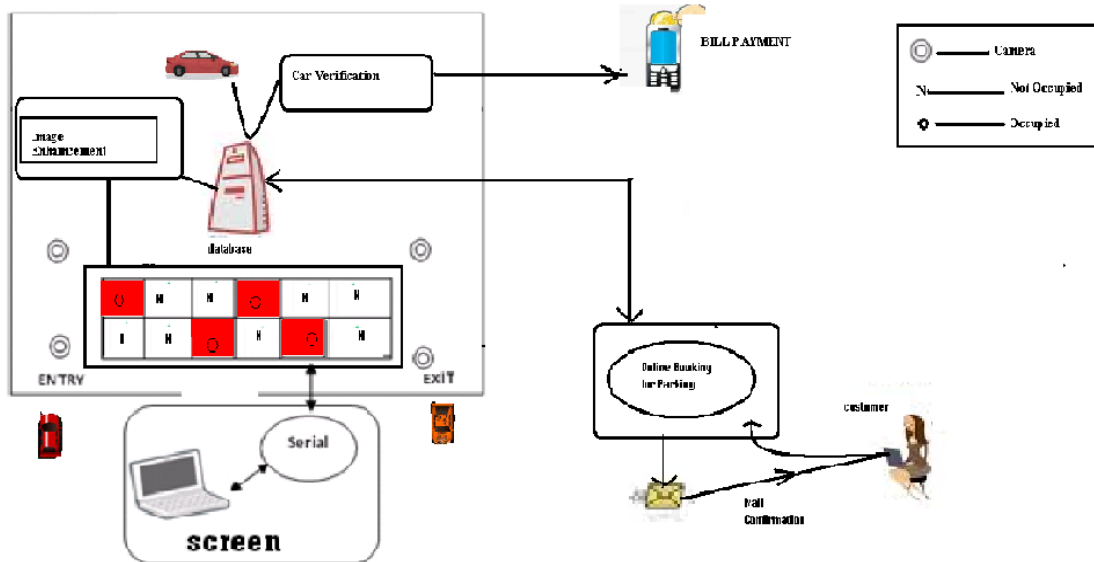 BILL PAYMENT
Camera
N
Not Occupied
O
Occupied
Car Verification
Image
Enhancement
database
O N N O N N
N O N O N
ENTRY
EXIT
Serial
screen
Online Booking
for Parking
customer
Mail
Confirmation